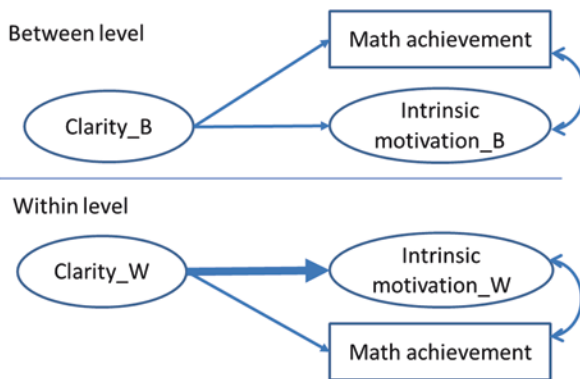 Between level
Math achievement
Clarity_B
Intrinsic
motivation_B
Within level
Clarity_W
Intrinsic
motivation_W
Math achievement